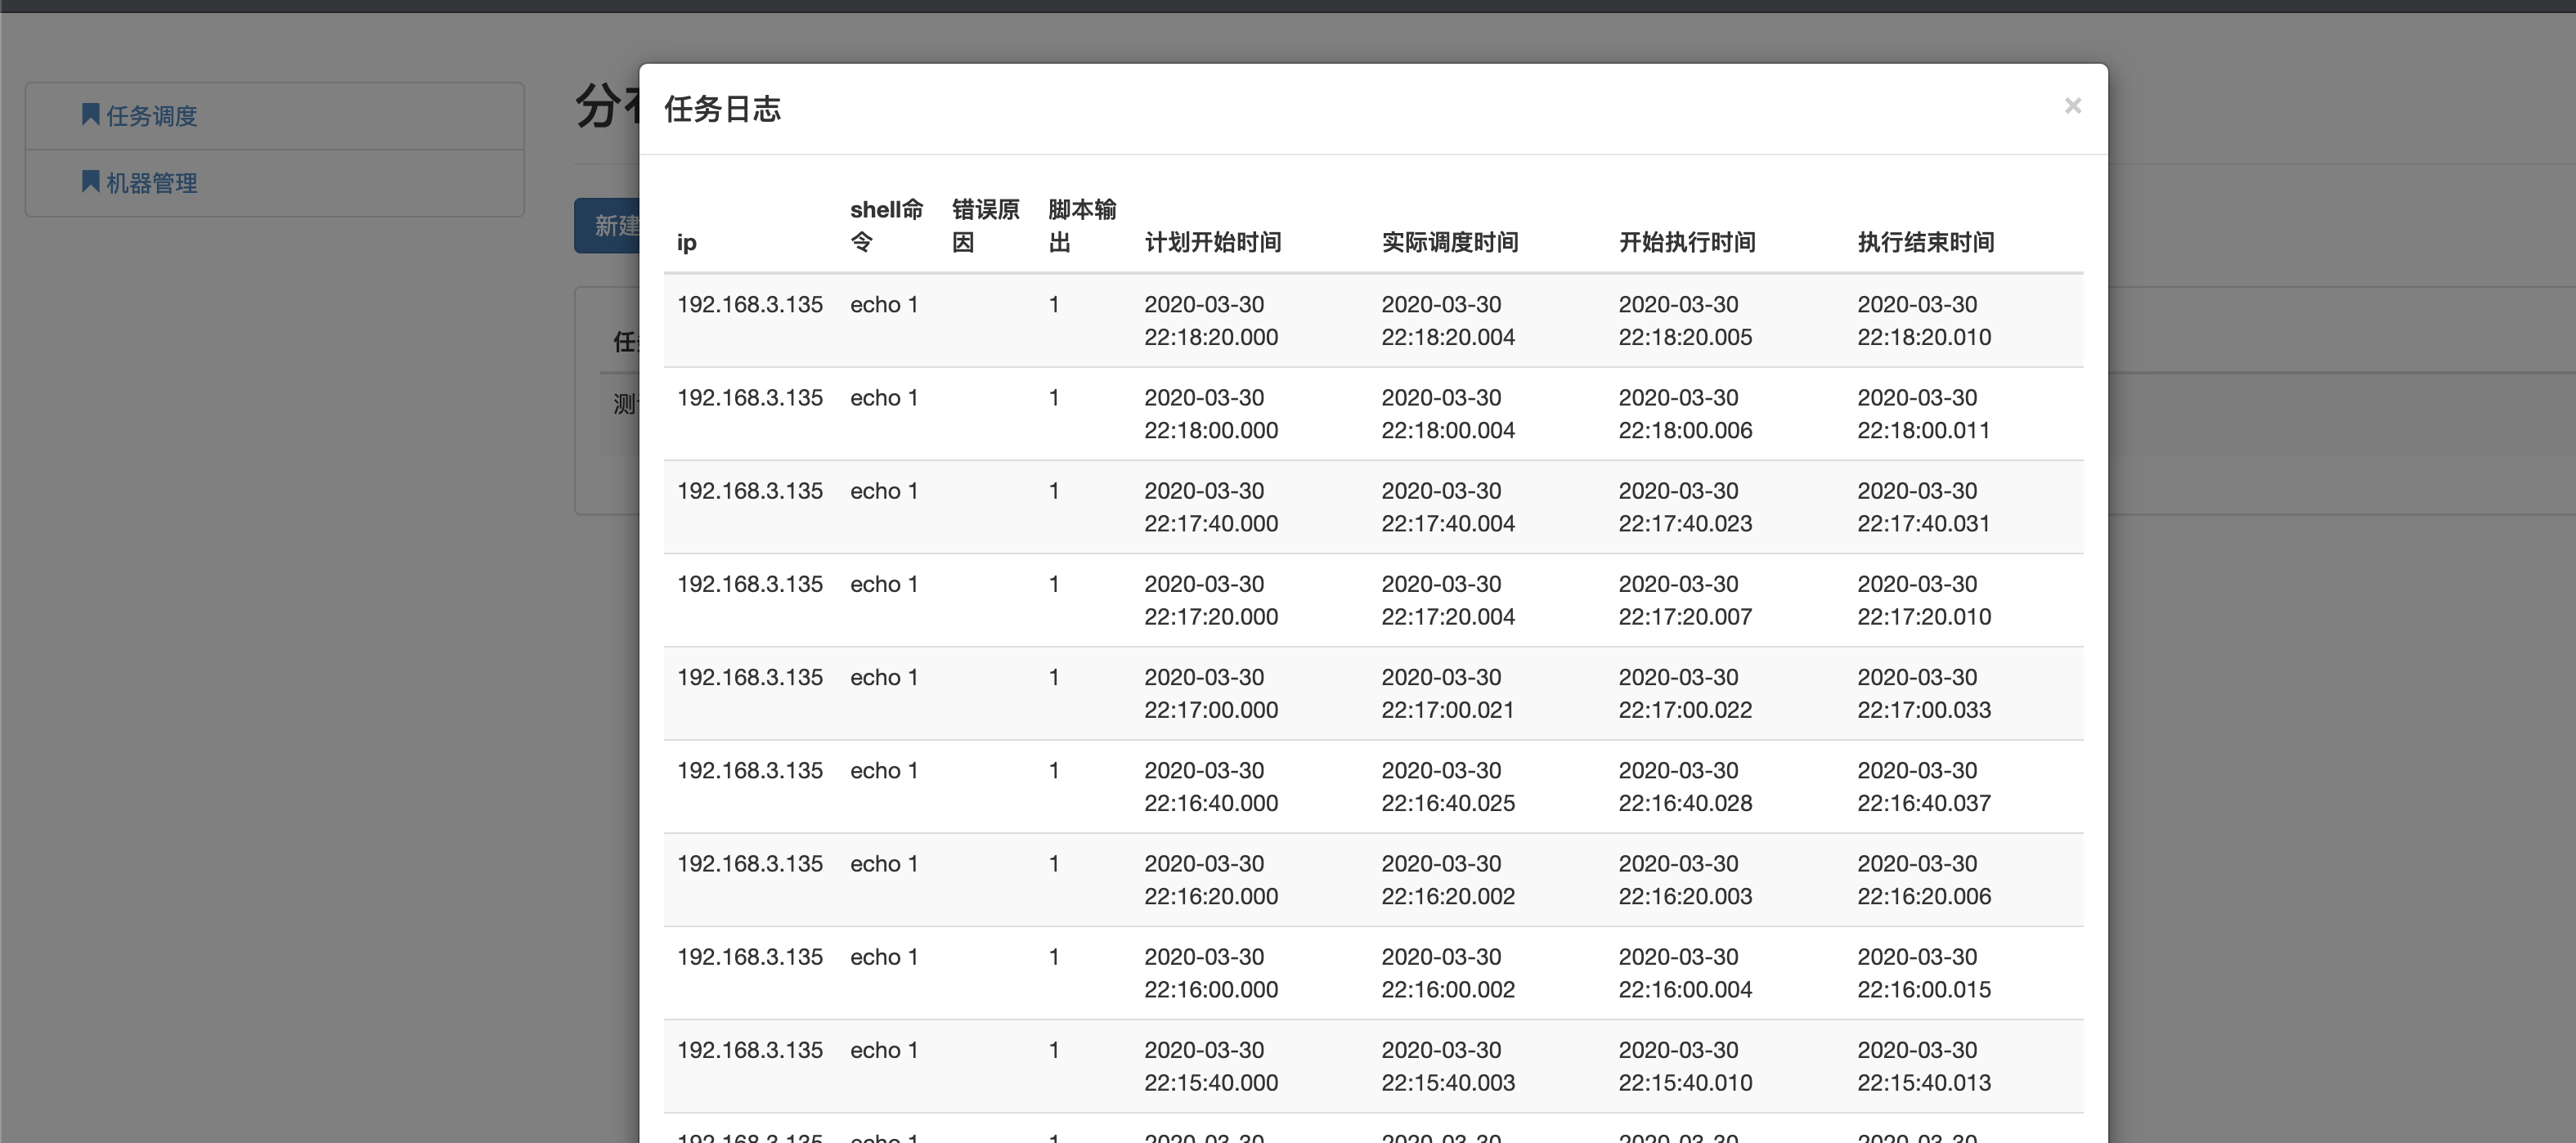 任务调度
机器管理
分
新建
任
测
任务日志
×
ip shell命令 错误原因 脚本输出 计划开始时间 实际调度时间 开始执行时间 执行结束时间
192.168.3.135 echo 1 1 2020-03-30 2020-03-30 2020-03-30 2020-03-30
22:18:20.000 22:18:20.004 22:18:20.005 22:18:20.010
192.168.3.135 echo 1 1 2020-03-30 2020-03-30 2020-03-30 2020-03-30
22:18:00.000 22:18:00.004 22:18:00.006 22:18:00.011
192.168.3.135 echo 1 1 2020-03-30 2020-03-30 2020-03-30 2020-03-30
22:17:40.000 22:17:40.004 22:17:40.023 22:17:40.031
192.168.3.135 echo 1 1 2020-03-30 2020-03-30 2020-03-30 2020-03-30
22:17:20.000 22:17:20.004 22:17:20.007 22:17:20.010
192.168.3.135 echo 1 1 2020-03-30 2020-03-30 2020-03-30 2020-03-30
22:17:00.000 22:17:00.021 22:17:00.022 22:17:00.033
192.168.3.135 echo 1 1 2020-03-30 2020-03-30 2020-03-30 2020-03-30
22:16:40.000 22:16:40.025 22:16:40.028 22:16:40.037
192.168.3.135 echo 1 1 2020-03-30 2020-03-30 2020-03-30 2020-03-30
22:16:20.000 22:16:20.002 22:16:20.003 22:16:20.006
192.168.3.135 echo 1 1 2020-03-30 2020-03-30 2020-03-30 2020-03-30
22:16:00.000 22:16:00.002 22:16:00.004 22:16:00.015
192.168.3.135 echo 1 1 2020-03-30 2020-03-30 2020-03-30 2020-03-30
22:15:40.000 22:15:40.003 22:15:40.010 22:15:40.013
192.168.3.135 echo 1 1 2020-03-30 2020-03-30 2020-03-30 2020-03-30